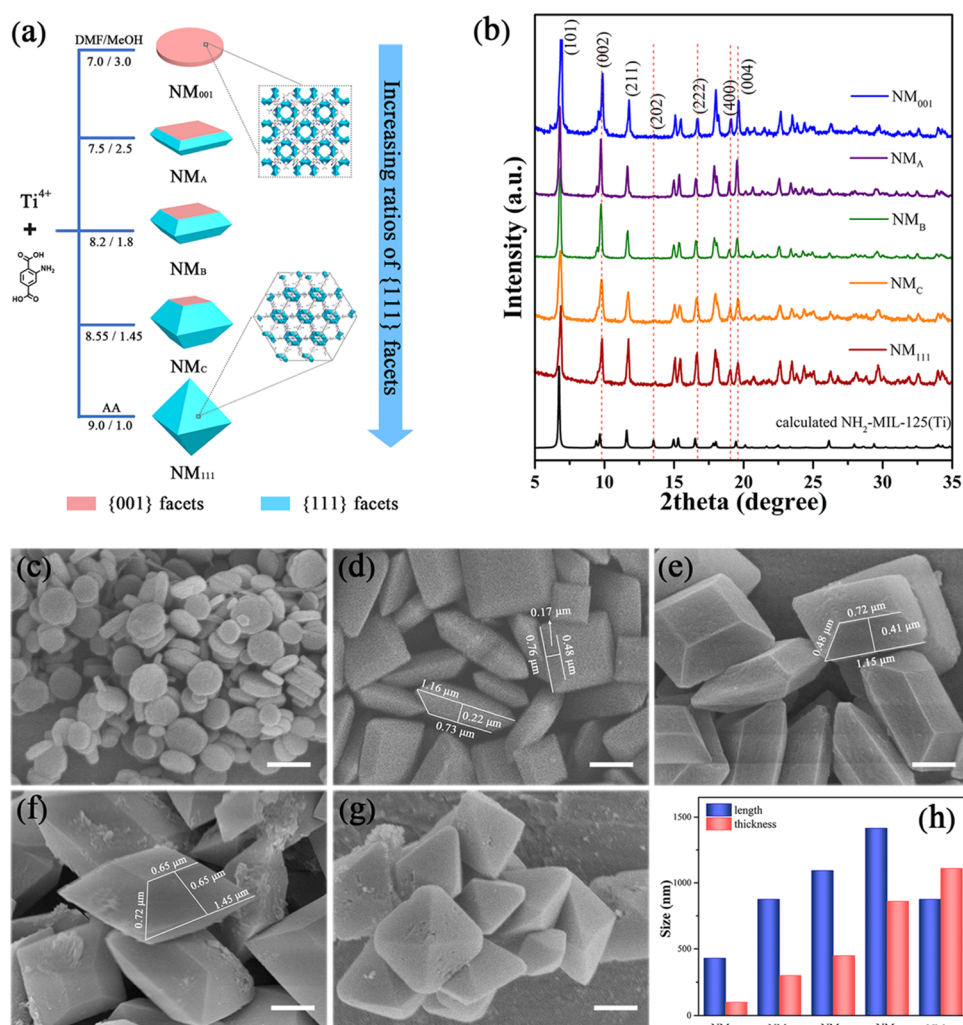 (a)
DMF/MeOH
7.0 / 3.0
NM001
7.5 / 2.5
NMA
Ti4+
+
8.2 / 1.8
NMB
OH
O
NH2
HO
O
8.55 / 1.45
NMC
AA
9.0 / 1.0
NM111
Increasing ratios of {111} facets
{001} facets
{111} facets
(b)
(101)
(002)
(211)
(202)
(222)
(400)
(004)
NM001
NMA
NMB
NMC
NM111
calculated NH2-MIL-125(Ti)
Intensity (a.u.)
5 10 15 20 25 30 35
2theta (degree)
(c)
(d)
0.17 μm
0.76 μm
0.48 μm
1.16 μm
0.22 μm
0.73 μm
(e)
0.72 μm
0.48 μm
0.41 μm
1.15 μm
(f)
0.65 μm
0.65 μm
0.72 μm
1.45 μm
(g)
(h)
length
thickness
1500
1000
500
0
Size (nm)